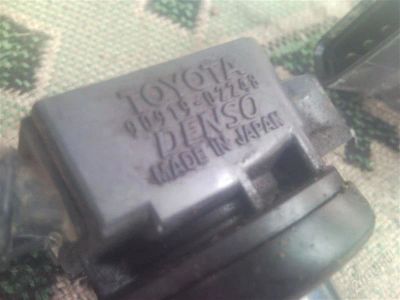 TOYOTA
90919-02248
DENSO
MADE IN JAPAN